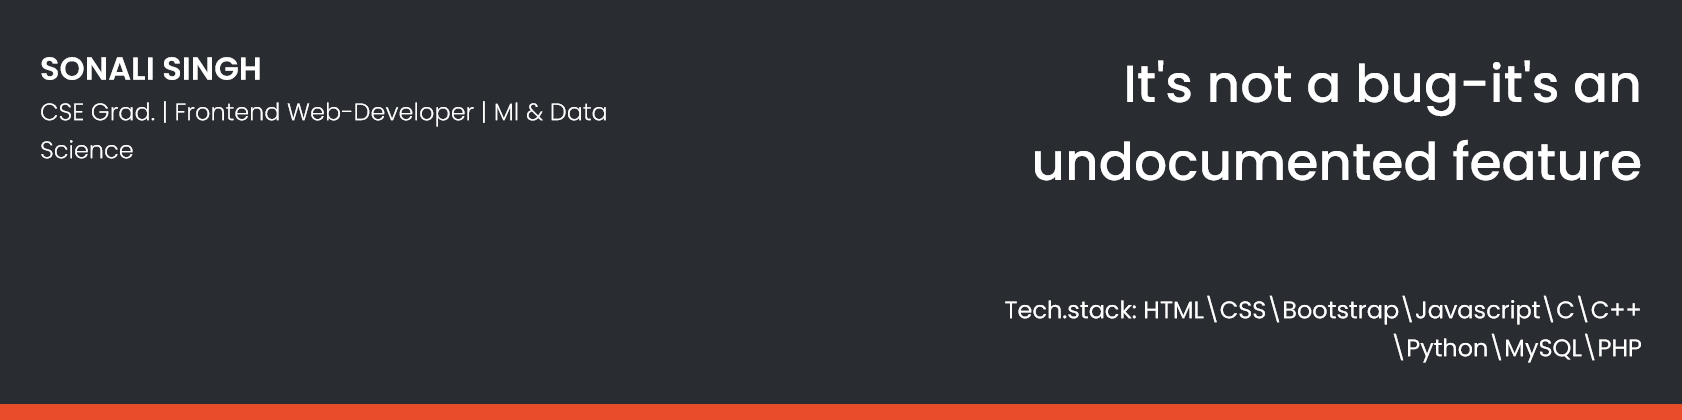 SONALI SINGH
CSE Grad. | Frontend Web-Developer | Ml & Data
Science
It's not a bug-it's an
undocumented feature
Tech.stack: HTML\CSS\Bootstrap\Javascript\C\C++
\Python\MySQL\PHP